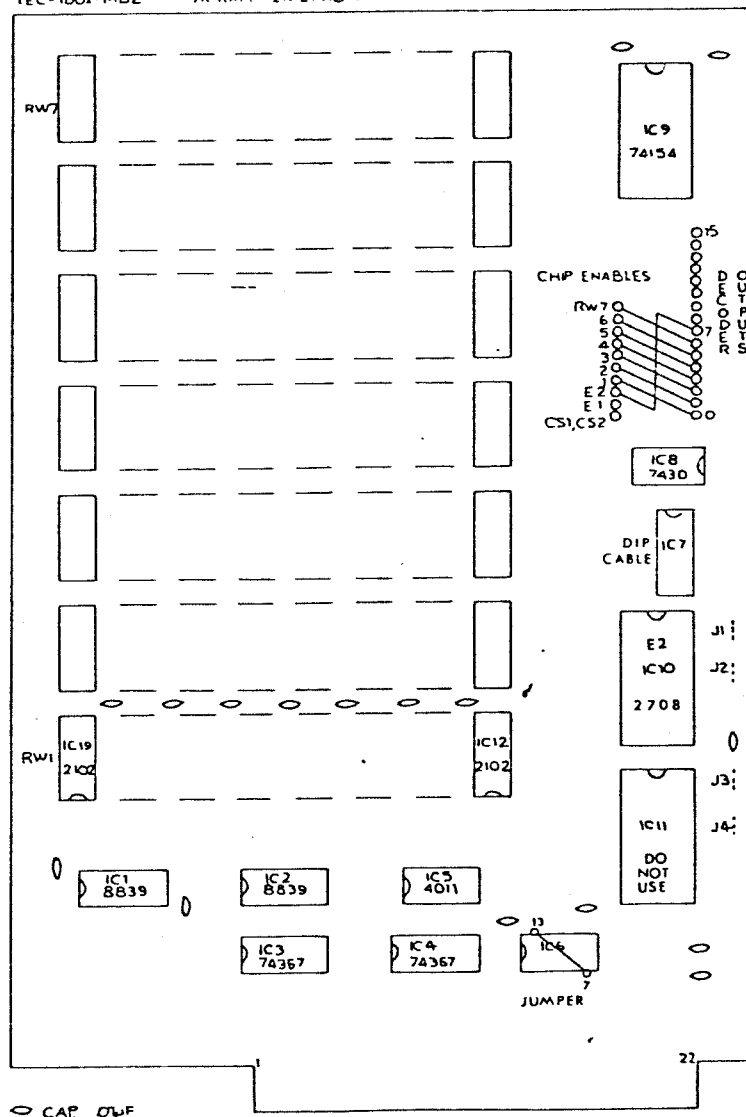 RW7
IC9
74154
15
CHIP ENABLES
DECODER
OUTPUTS
RW7
6
5
4
3
2
1
E2
E1
CS1,CS2
7
0
IC8
7430
DIP
CABLE
IC7
E2
IC10
2708
J1
J2
RW1
IC19
2102
IC12
2102
IC11
DO
NOT
USE
J3
J4
IC1
8839
IC2
8839
IC5
4011
IC3
74367
IC4
74367
13
IC6
7
JUMPER
1
22
CAP